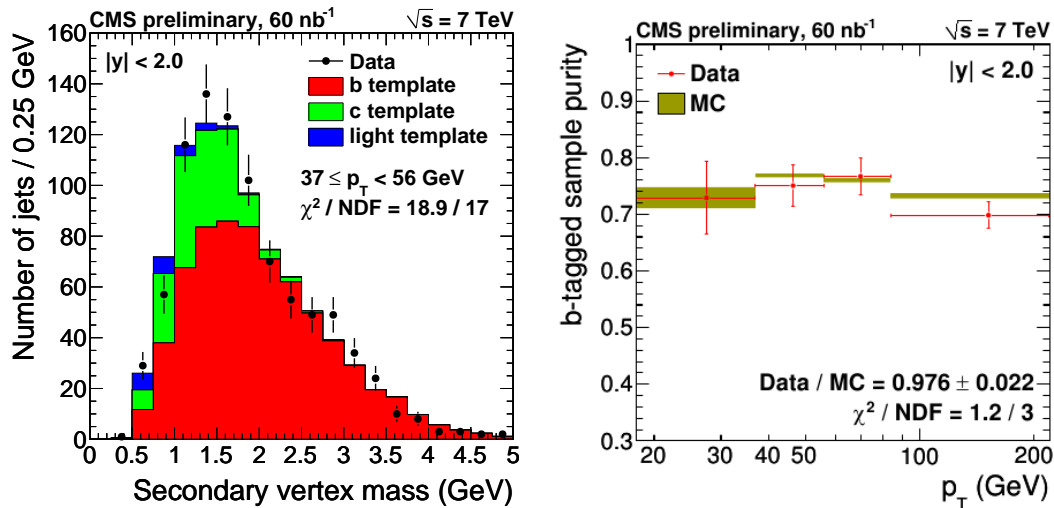 CMS preliminary, 60 nb⁻¹ √s = 7 TeV
|y| < 2.0
Data
b template
c template
light template
37 ≤ p_T < 56 GeV
χ² / NDF = 18.9 / 17
Number of jets / 0.25 GeV
160
140
120
100
80
60
40
20
0
0 0.5 1 1.5 2 2.5 3 3.5 4 4.5 5
Secondary vertex mass (GeV)
CMS preliminary, 60 nb⁻¹ √s = 7 TeV
|y| < 2.0
Data
MC
b-tagged sample purity
1
0.9
0.8
0.7
0.6
0.5
0.4
0.3
Data / MC = 0.976 ± 0.022
χ² / NDF = 1.2 / 3
20 30 40 50 100 200
p_T (GeV)